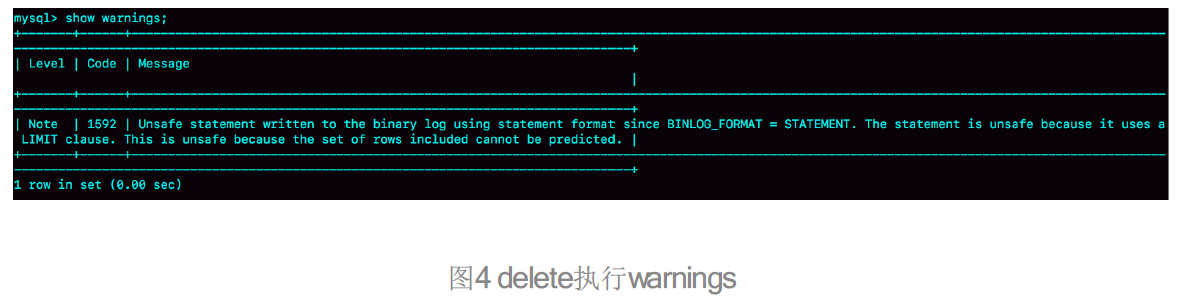 mysql> show warnings;
| Level | Code | Message
|
| Note | 1592 | Unsafe statement written to the binary log using statement format since BINLOG_FORMAT = STATEMENT. The statement is unsafe because it uses a
LIMIT clause. This is unsafe because the set of rows included cannot be predicted. |
1 row in set (0.00 sec)
图4 delete执行warnings